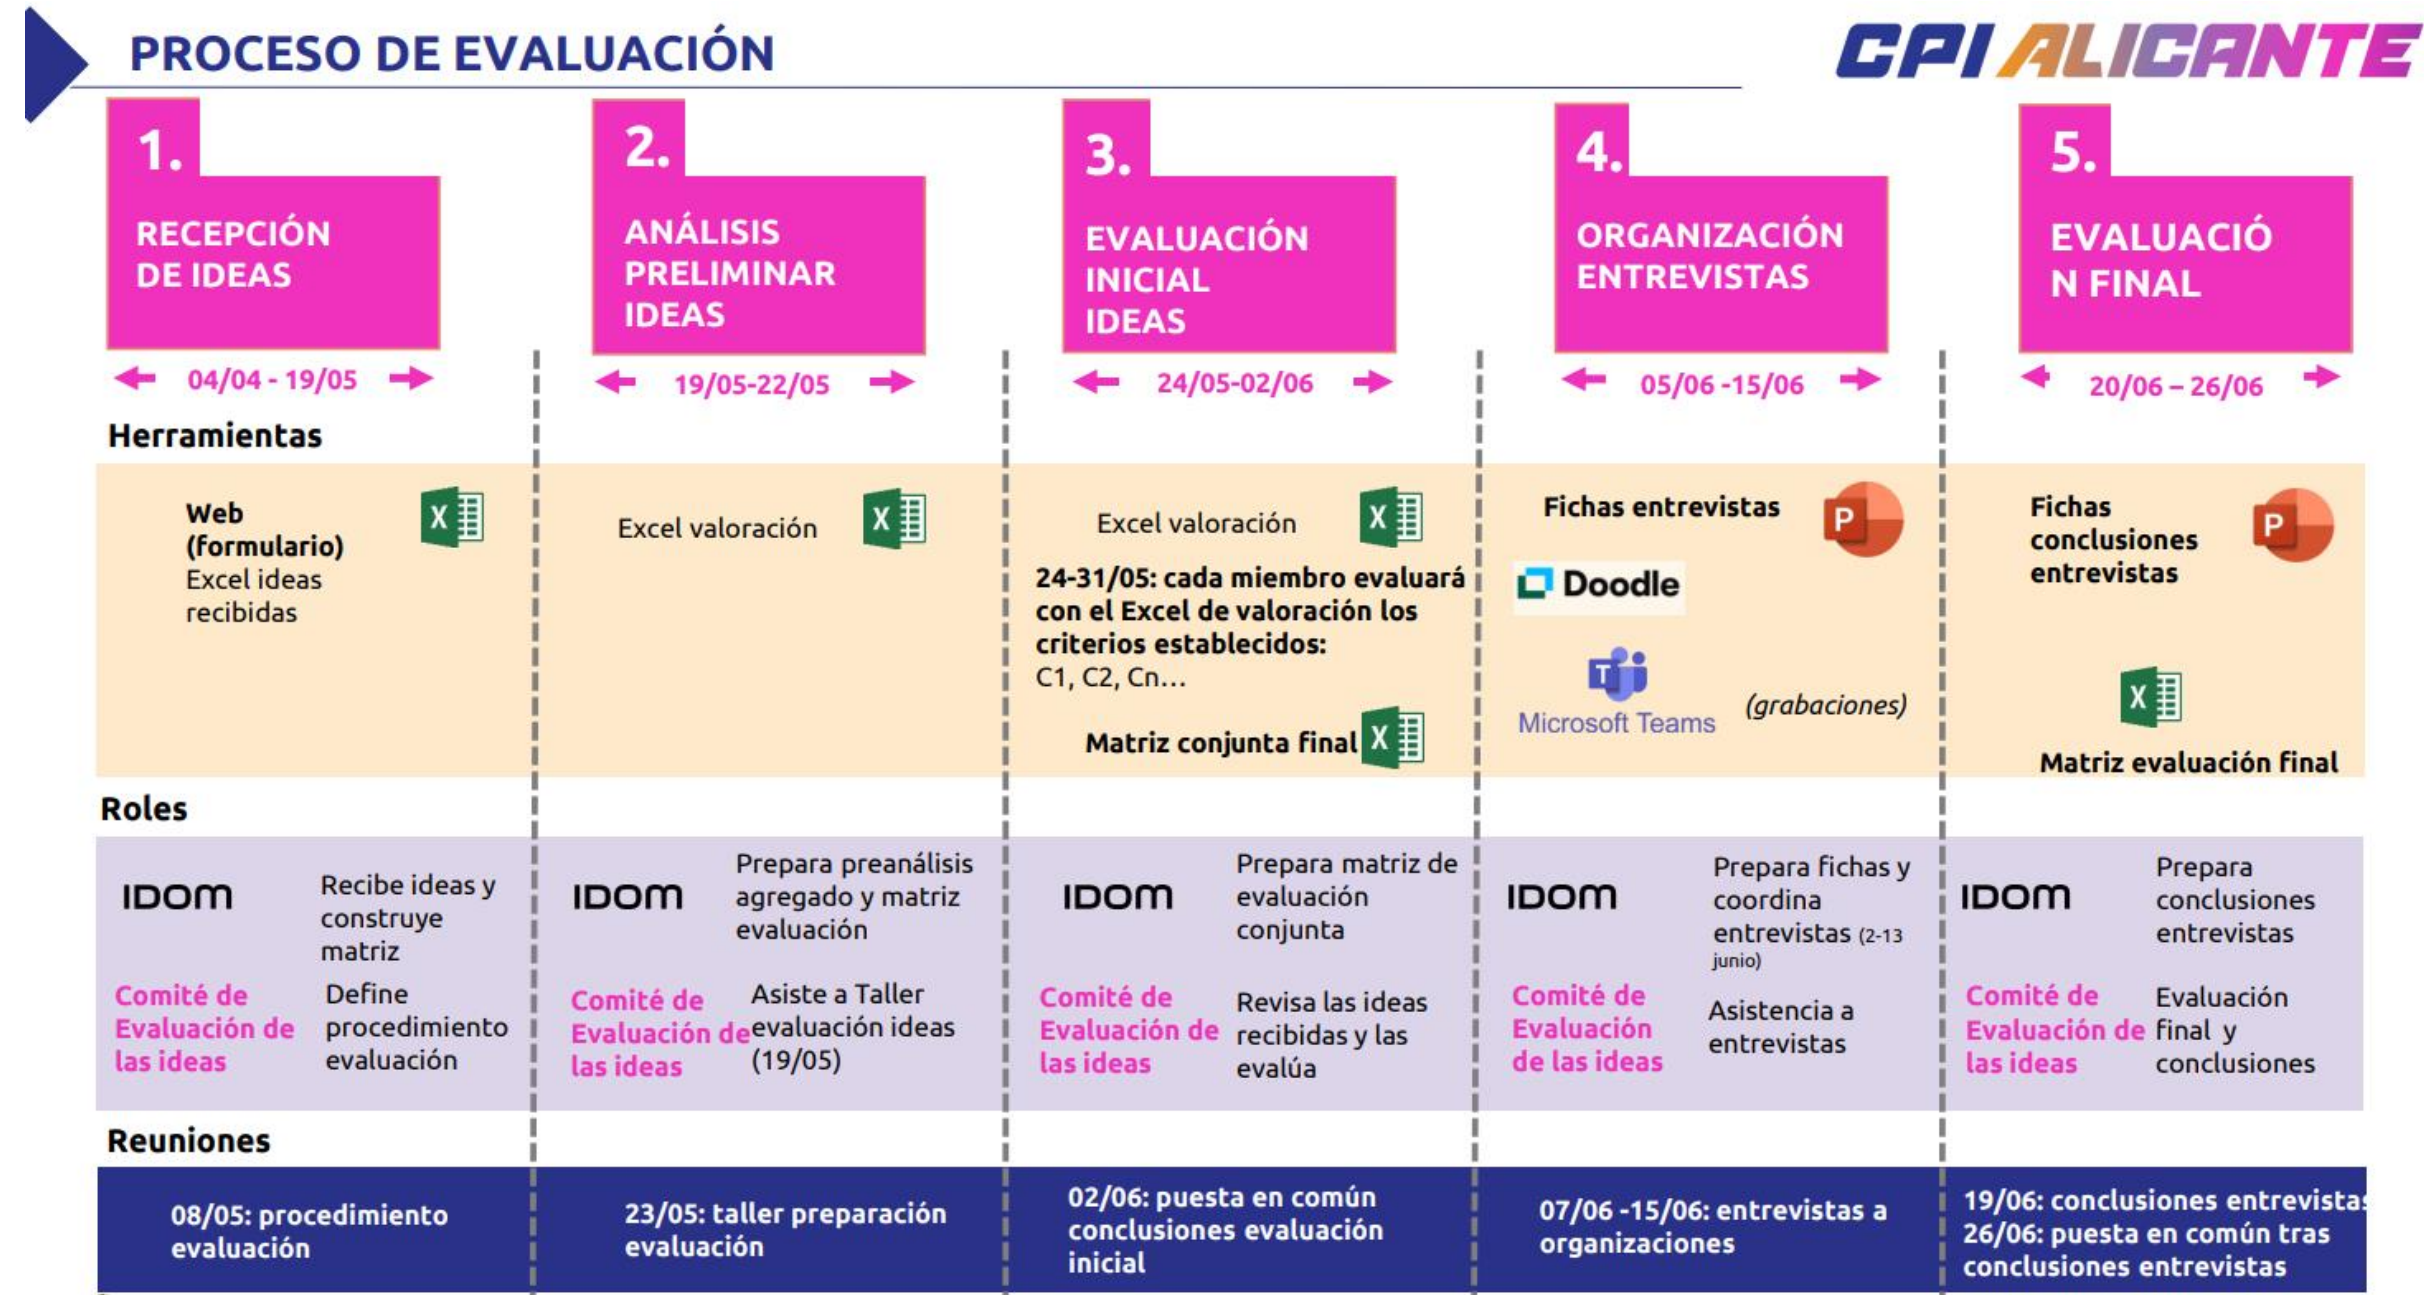 PROCESO DE EVALUACIÓN
CPI ALICANTE
1.
RECEPCIÓN
DE IDEAS
04/04 - 19/05
2.
ANÁLISIS
PRELIMINAR
IDEAS
19/05-22/05
3.
EVALUACIÓN
INICIAL
IDEAS
24/05-02/06
4.
ORGANIZACIÓN
ENTREVISTAS
05/06 -15/06
5.
EVALUACIÓ
N FINAL
20/06 – 26/06
Herramientas
Web
(formulario)
Excel ideas
recibidas
X
Excel valoración
X
Excel valoración
X
24-31/05: cada miembro evaluará
con el Excel de valoración los
criterios establecidos:
C1, C2, Cn...
Matriz conjunta final
X
Fichas entrevistas
P
Doodle
T
Microsoft Teams
(grabaciones)
Fichas
conclusiones
entrevistas
P
X
Matriz evaluación final
Roles
IDOM
Recibe ideas y
construye
matriz
Comité de
Evaluación de
las ideas
Define
procedimiento
evaluación
IDOM
Prepara preanálisis
agregado y matriz
evaluación
Comité de
Evaluación de
las ideas
Asiste a Taller
evaluación ideas
(19/05)
IDOM
Prepara matriz de
evaluación
conjunta
Comité de
Evaluación de
las ideas
Revisa las ideas
recibidas y las
evalúa
IDOM
Prepara fichas y
coordina
entrevistas (2-13
junio)
Comité de
Evaluación
de las ideas
Asistencia a
entrevistas
IDOM
Prepara
conclusiones
entrevistas
Comité de
Evaluación de
las ideas
Evaluación
final y
conclusiones
Reuniones
08/05: procedimiento
evaluación
23/05: taller preparación
evaluación
02/06: puesta en común
conclusiones evaluación
inicial
07/06 -15/06: entrevistas a
organizaciones
19/06: conclusiones entrevistas
26/06: puesta en común tras
conclusiones entrevistas